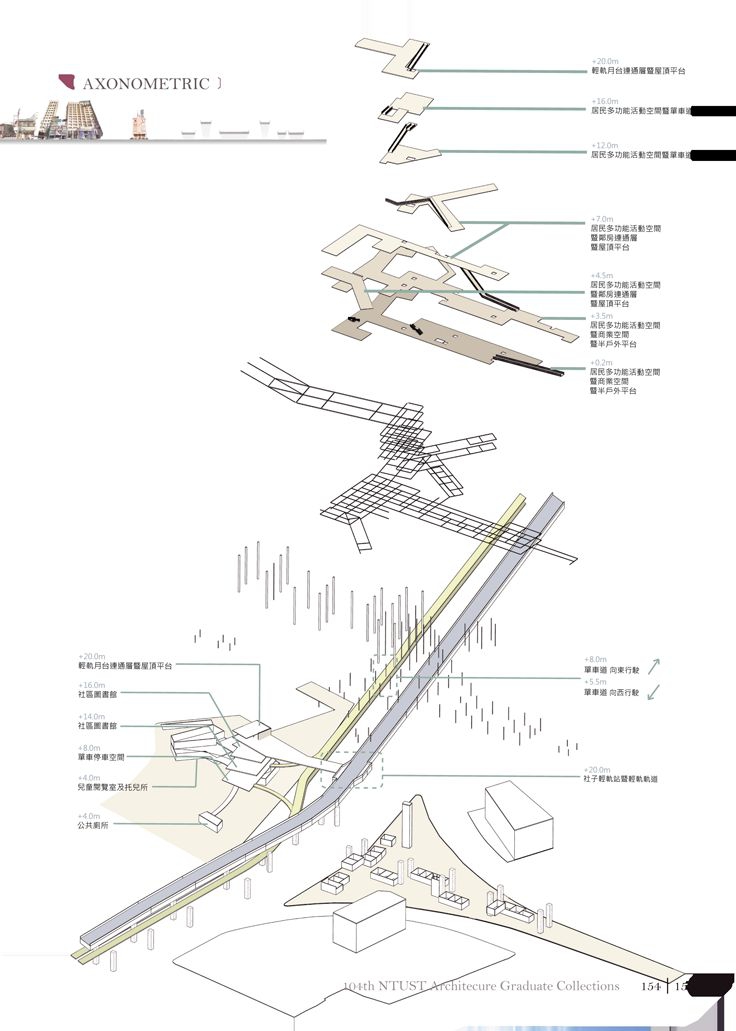 AXONOMETRIC
+20.0m
輕軌月台連通層暨屋頂平台
+16.0m
居民多功能活動空間暨單車道
+12.0m
居民多功能活動空間暨單車道
+7.0m
居民多功能活動空間
暨鄰房連通層
暨屋頂平台
+4.5m
居民多功能活動空間
暨鄰房連通層
暨屋頂平台
+3.5m
居民多功能活動空間
暨商業空間
暨半戶外平台
+0.2m
居民多功能活動空間
暨商業空間
暨半戶外平台
+20.0m
輕軌月台連通層暨屋頂平台
+16.0m
社區圖書館
+14.0m
社區圖書館
+8.0m
單車停車空間
+4.0m
兒童閱覽室及托兒所
+4.0m
公共廁所
+8.0m
單車道 向東行駛
+5.5m
單車道 向西行駛
+20.0m
社子輕軌站暨輕軌軌道
104th NTUST Architecure Graduate Collections 154